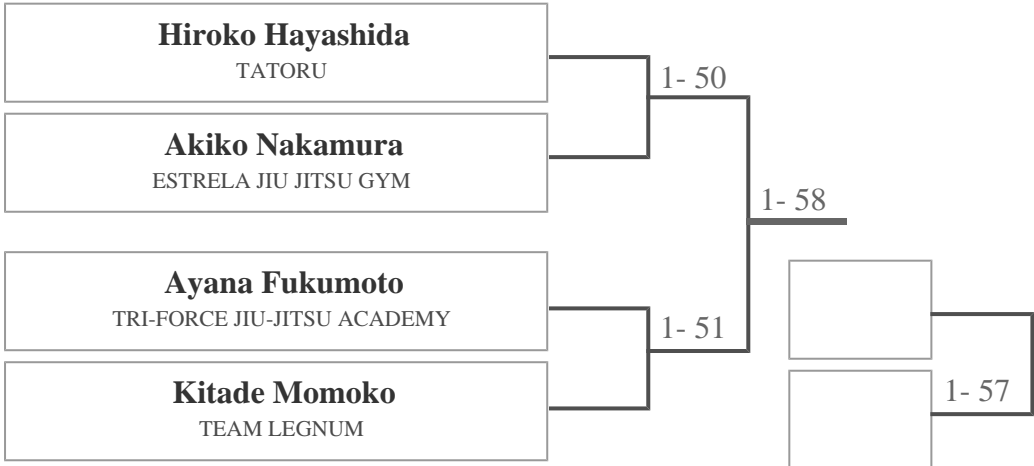 Hiroko Hayashida
TATORU
1- 50
Akiko Nakamura
ESTRELA JIU JITSU GYM
1- 58
Ayana Fukumoto
TRI-FORCE JIU-JITSU ACADEMY
1- 51
Kitade Momoko
TEAM LEGNUM
1- 57